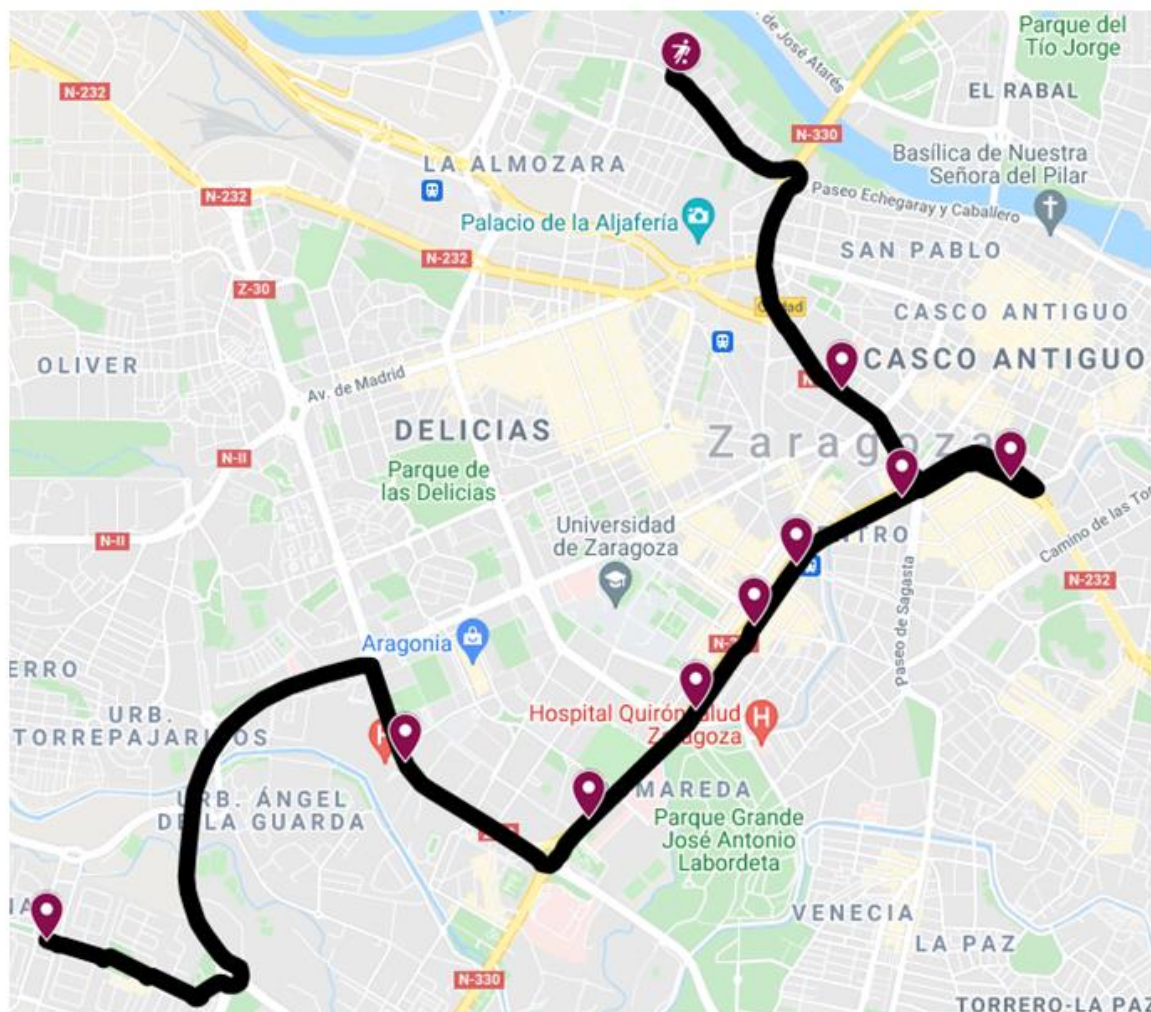 Parque del
Tío Jorge
de José Atarés
N-232
EL RABAL
N-330
LA ALMOZARA
Basílica de Nuestra
Señora del Pilar
N-232
Paseo Echegaray y Caballero
Palacio de la Aljafería
SAN PABLO
N-232
Z-30
CASCO ANTIGUO
OLIVER
CASCO ANTIGUO
Av. de Madrid
DELICIAS
Zaragoza
N-II
Parque de
las Delicias
Universidad
de Zaragoza
Camino de las Tor
N-II
NTRO
N-232
Paseo de Sagasta
Aragonia
ERRO
Hospital Quirónsalud
Zaragoza
URB.
TORREPAJARITOS
URB. ÁNGEL
DE LA GUARDA
MAREDA
Parque Grande
José Antonio
Labordeta
VENECIA
LA PAZ
N-330
TORRERO-LA PAZ